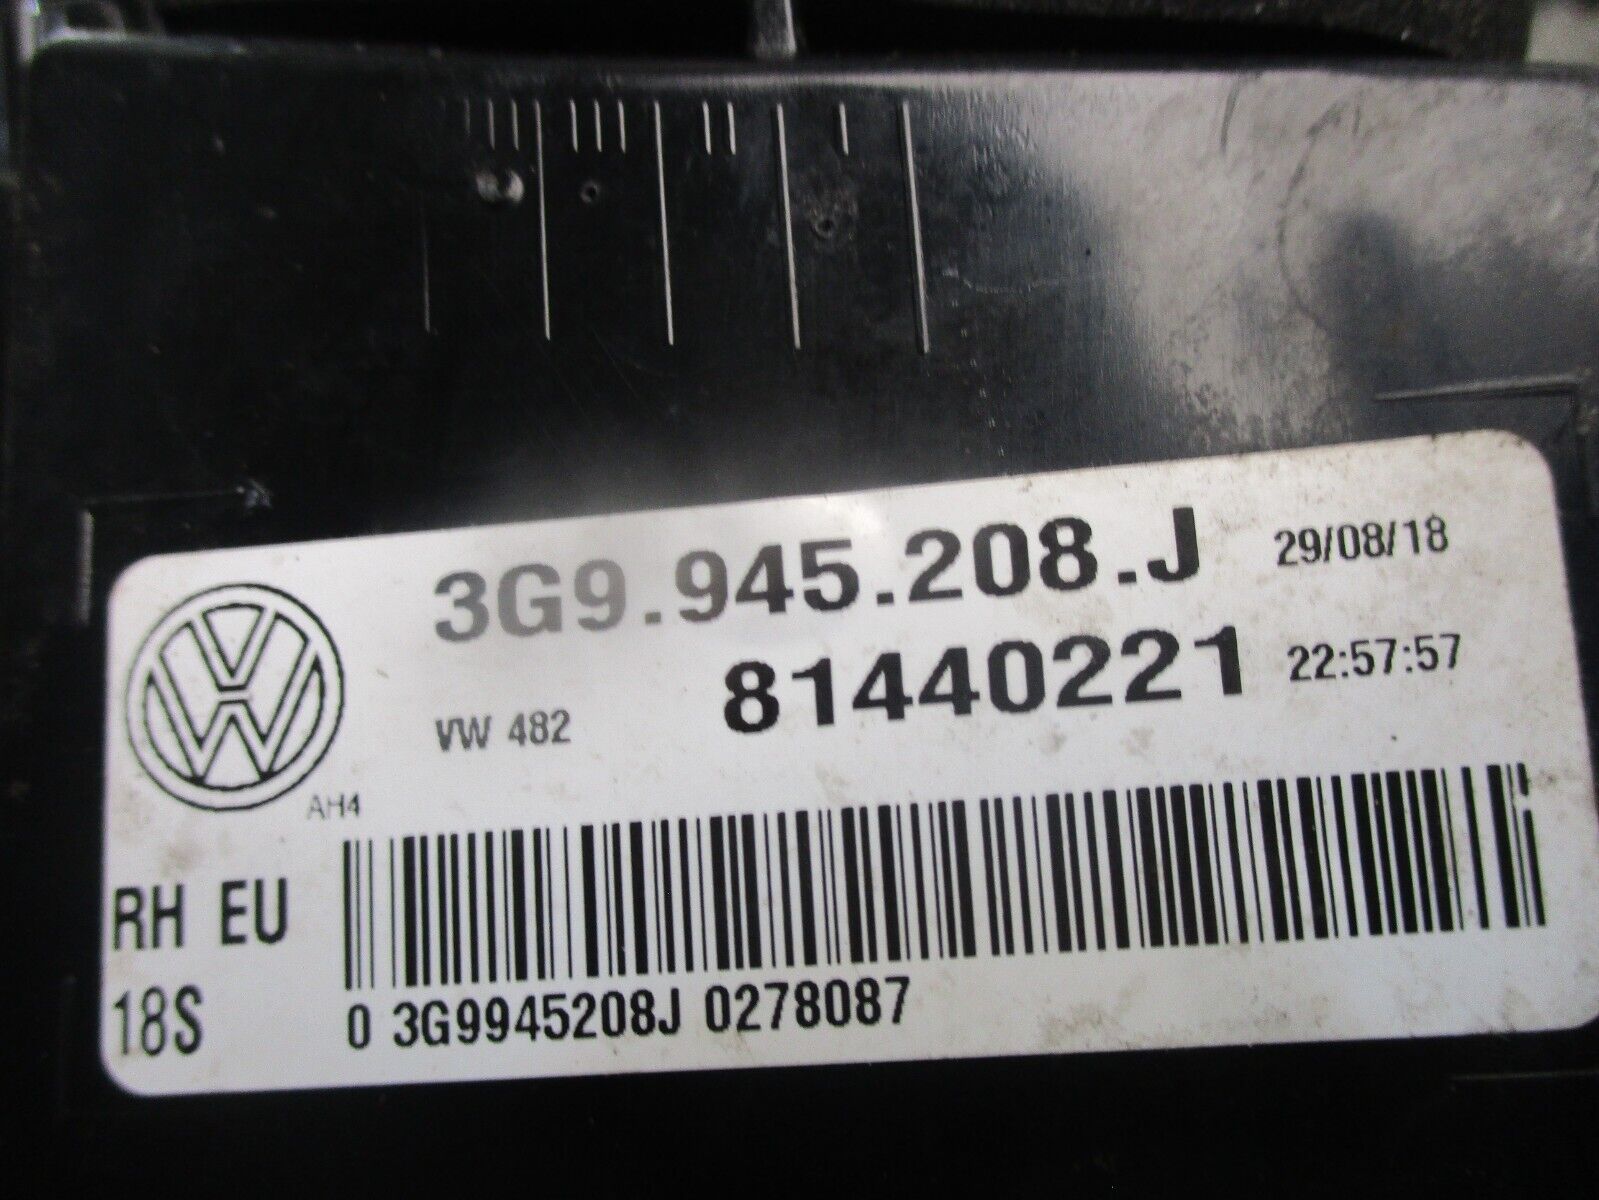 3G9.945.208.J 29/08/18
VW 482 81440221 22:57:57
AH4
RH EU
18S 0 3G9945208J 0278087